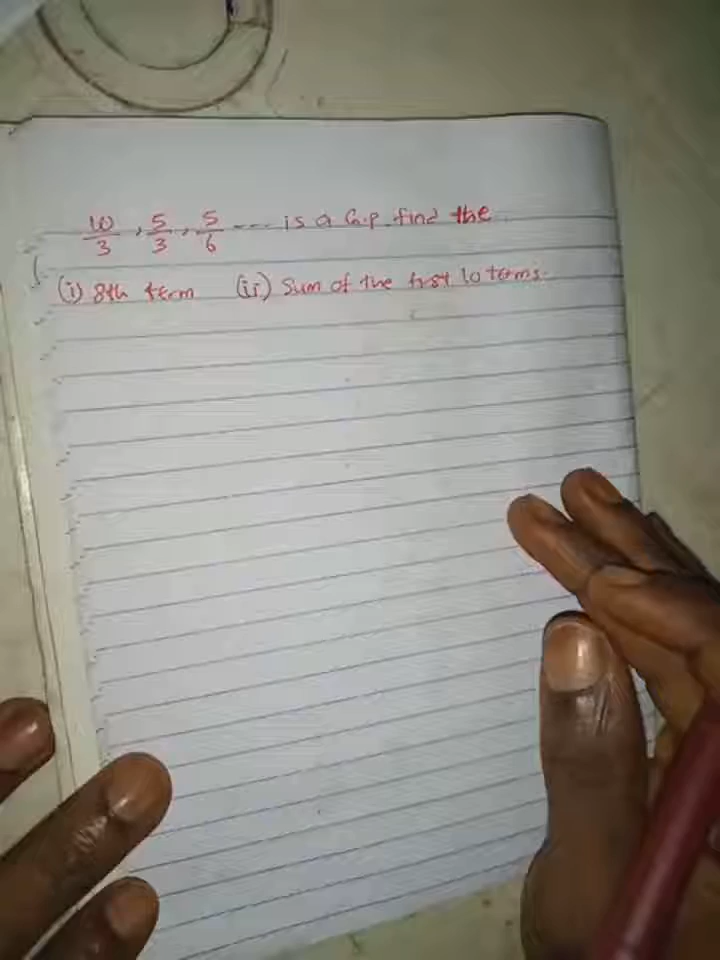 10/3, 5/3, 5/6 ---- is a G.P. find the
(i) 8th term (ii) Sum of the first 10 terms.